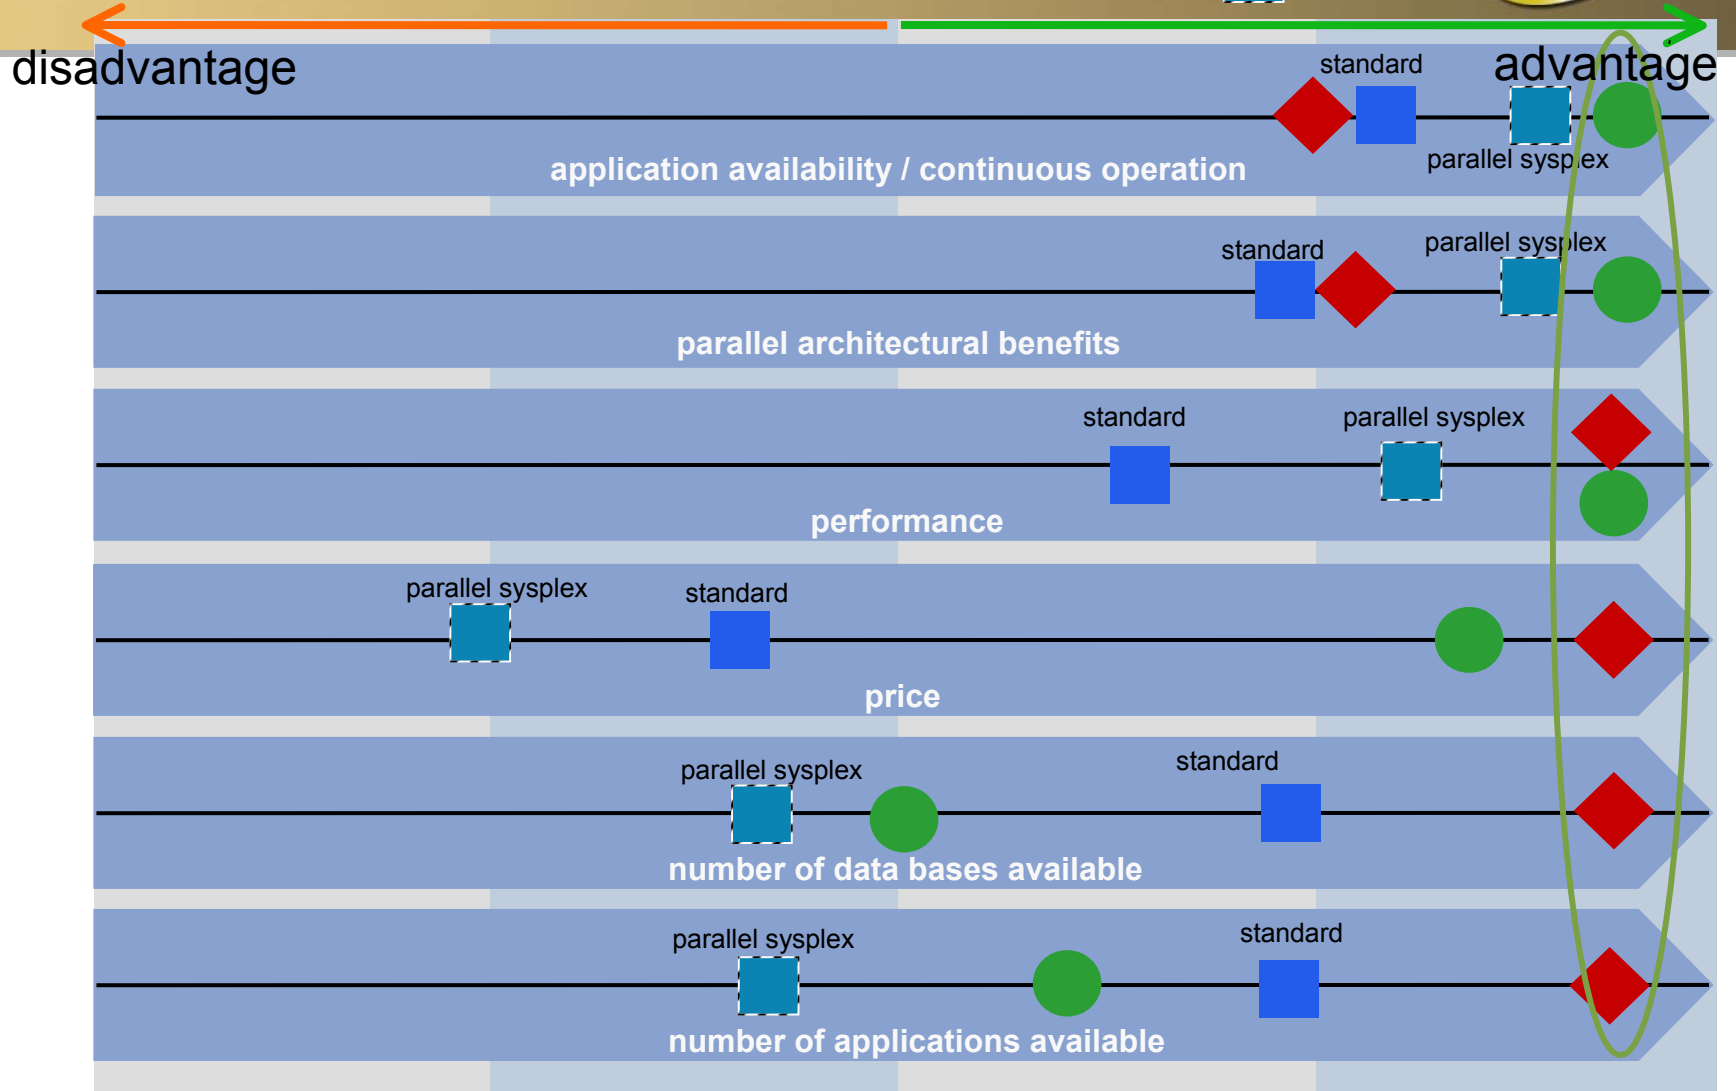 disadvantage
advantage
standard
parallel sysplex
application availability / continuous operation
standard
parallel sysplex
parallel architectural benefits
standard
parallel sysplex
performance
parallel sysplex
standard
price
parallel sysplex
standard
number of data bases available
parallel sysplex
standard
number of applications available